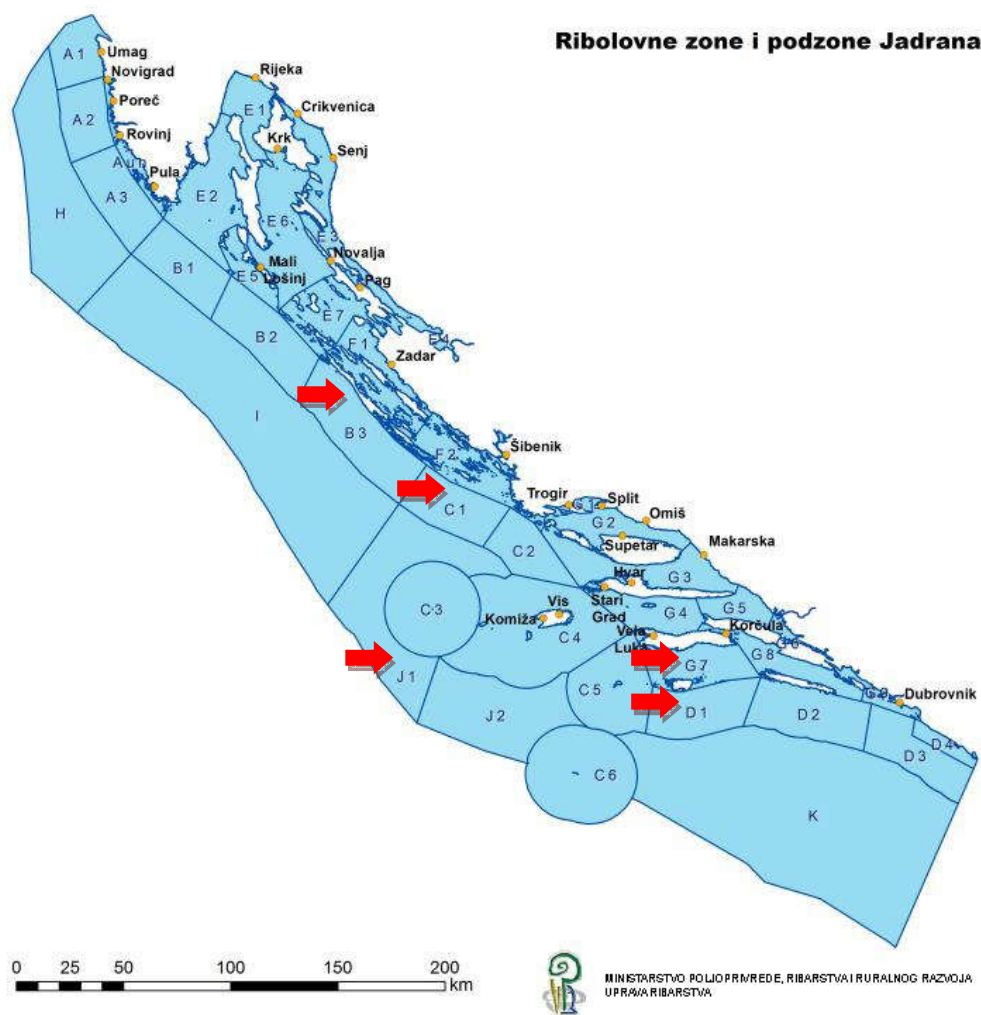 Ribolovne zone i podzone Jadrana
A 1
Umag
Novigrad
Poreč
A 2
Rovinj
A u n
Pula
A 3
H
Rijeka
E 1
Crikvenica
Krk
Senj
E 2
E 6
E 3
Novalja
Mali
Lošinj
E 5
Pag
B 1
E 7
B 2
F 1
E 4
Zadar
I
B 3
F 2
Šibenik
C 1
Trogir
G 1
Split
Omiš
G 2
Supetar
Makarska
C 2
Hvar
G 3
Stari
Grad
C 3
Vis
Komiža
C 4
G 4
G 5
Vela
Luka
Korčula
G 6
G 8
G 7
J 1
C 5
D 1
D 2
G 9
Dubrovnik
J 2
D 3
D 4
C 6
K
0 25 50 100 150 200
km
MINISTARSTVO POLJOPRIVREDE, RIBARSTVA I RURALNOG RAZVOJA
UPRAVA RIBARSTVA